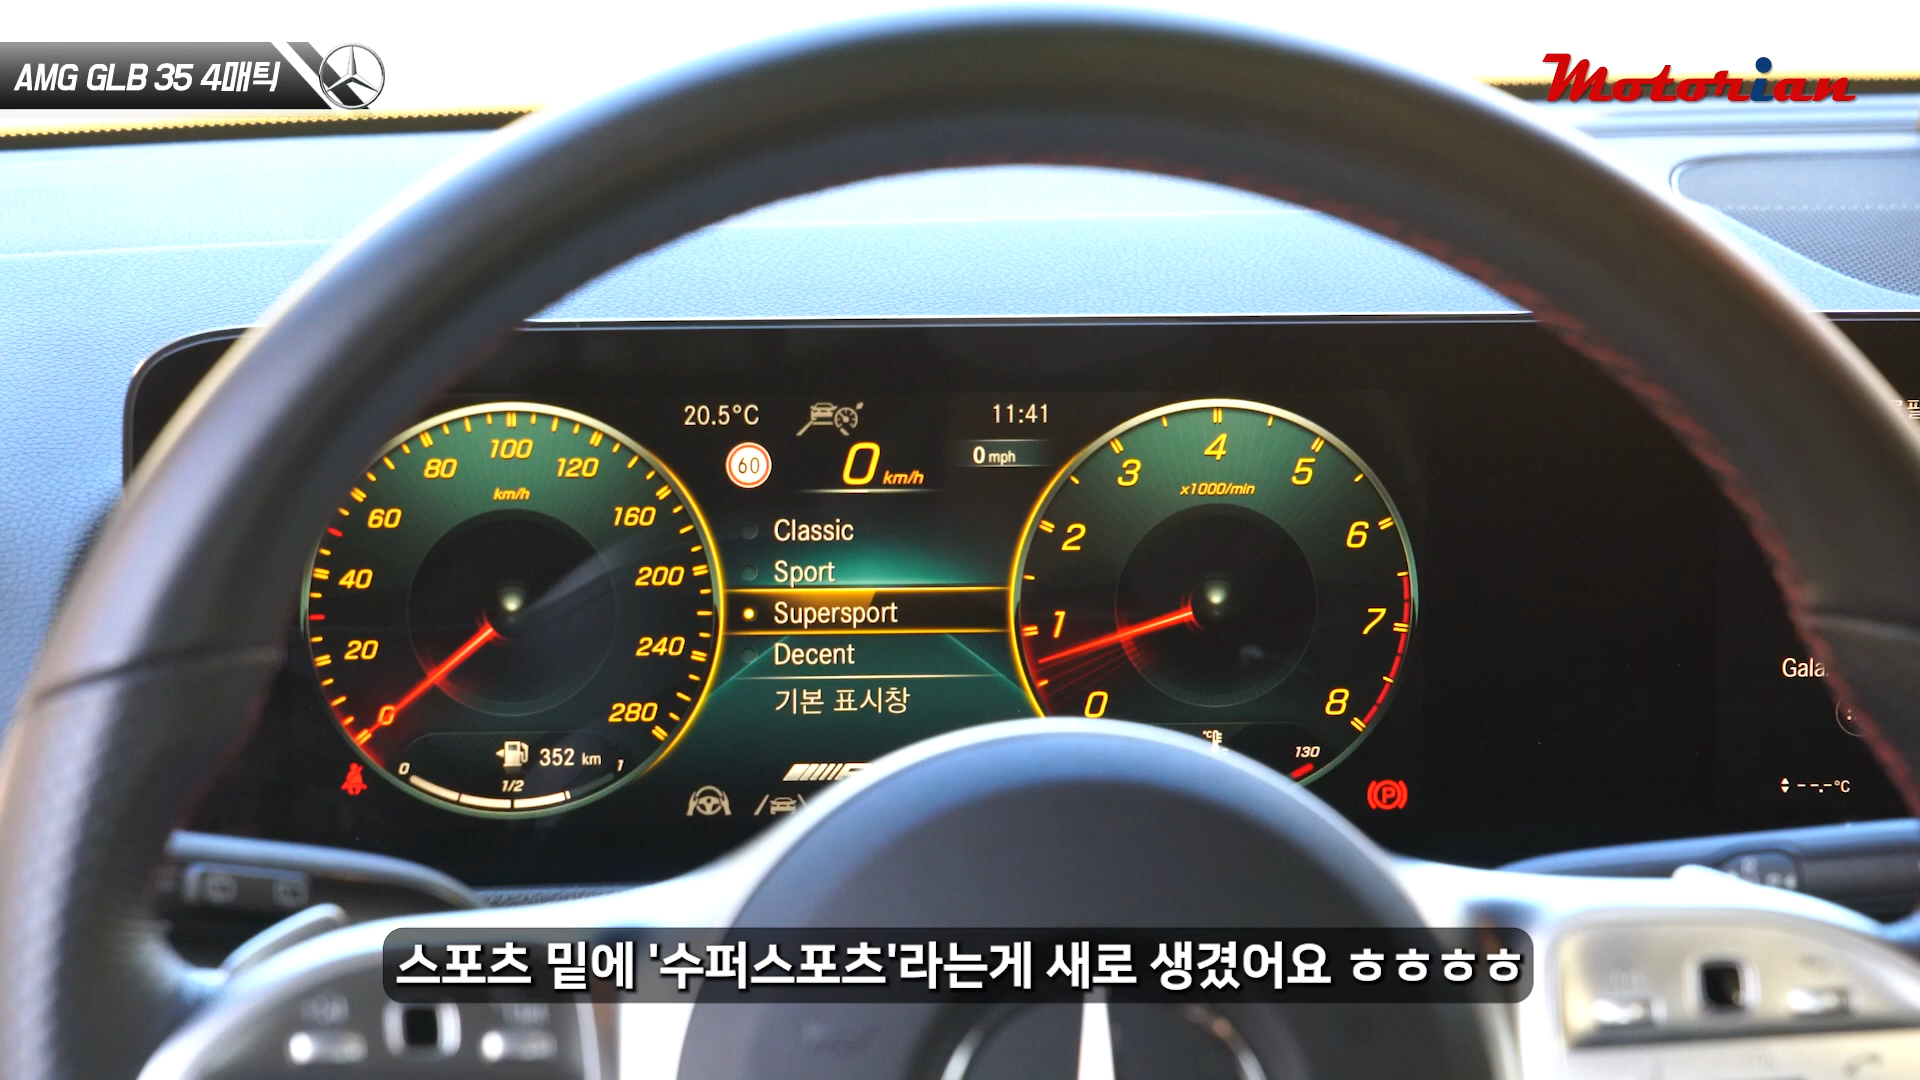 AMG GLB 35 4매틱
Motorian
20.5°C
11:41
60
0 km/h
0 mph
20
40
60
80
100
120
160
200
240
280
0
km/h
Classic
Sport
Supersport
Decent
기본 표시창
0
1
2
3
4
5
6
7
8
x1000/min
352 km
0
1/2
1
°C
130
P
Gala
--.-°C
스포츠 밑에 '수퍼스포츠'라는게 새로 생겼어요 ㅎㅎㅎㅎ